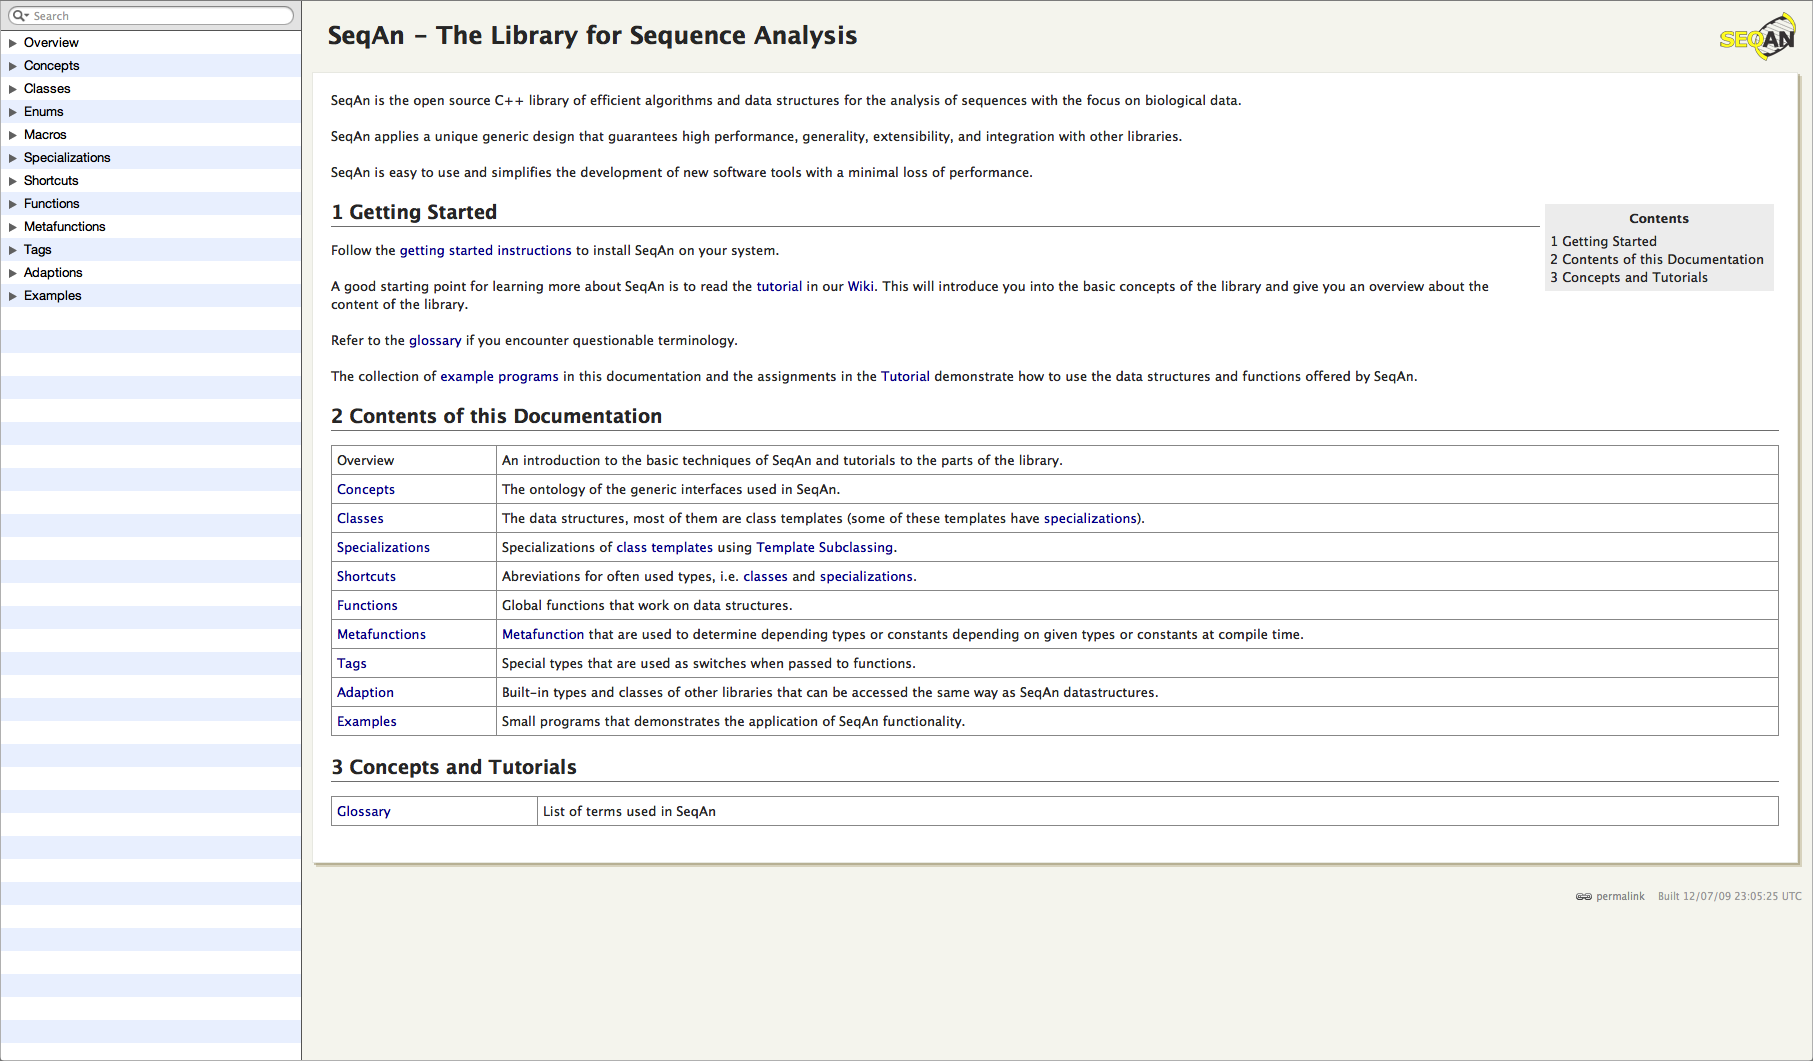 Search
Overview
Concepts
Classes
Enums
Macros
Specializations
Shortcuts
Functions
Metafunctions
Tags
Adaptions
Examples
SeqAn – The Library for Sequence Analysis
SEQAN
SeqAn is the open source C++ library of efficient algorithms and data structures for the analysis of sequences with the focus on biological data.
SeqAn applies a unique generic design that guarantees high performance, generality, extensibility, and integration with other libraries.
SeqAn is easy to use and simplifies the development of new software tools with a minimal loss of performance.
1 Getting Started
Contents
1 Getting Started
2 Contents of this Documentation
3 Concepts and Tutorials
Follow the getting started instructions to install SeqAn on your system.
A good starting point for learning more about SeqAn is to read the tutorial in our Wiki. This will introduce you into the basic concepts of the library and give you an overview about the
content of the library.
Refer to the glossary if you encounter questionable terminology.
The collection of example programs in this documentation and the assignments in the Tutorial demonstrate how to use the data structures and functions offered by SeqAn.
2 Contents of this Documentation
Overview An introduction to the basic techniques of SeqAn and tutorials to the parts of the library.
Concepts The ontology of the generic interfaces used in SeqAn.
Classes The data structures, most of them are class templates (some of these templates have specializations).
Specializations Specializations of class templates using Template Subclassing.
Shortcuts Abreviations for often used types, i.e. classes and specializations.
Functions Global functions that work on data structures.
Metafunctions Metafunction that are used to determine depending types or constants depending on given types or constants at compile time.
Tags Special types that are used as switches when passed to functions.
Adaption Built-in types and classes of other libraries that can be accessed the same way as SeqAn datastructures.
Examples Small programs that demonstrates the application of SeqAn functionality.
3 Concepts and Tutorials
Glossary List of terms used in SeqAn
permalink Built 12/07/09 23:05:25 UTC